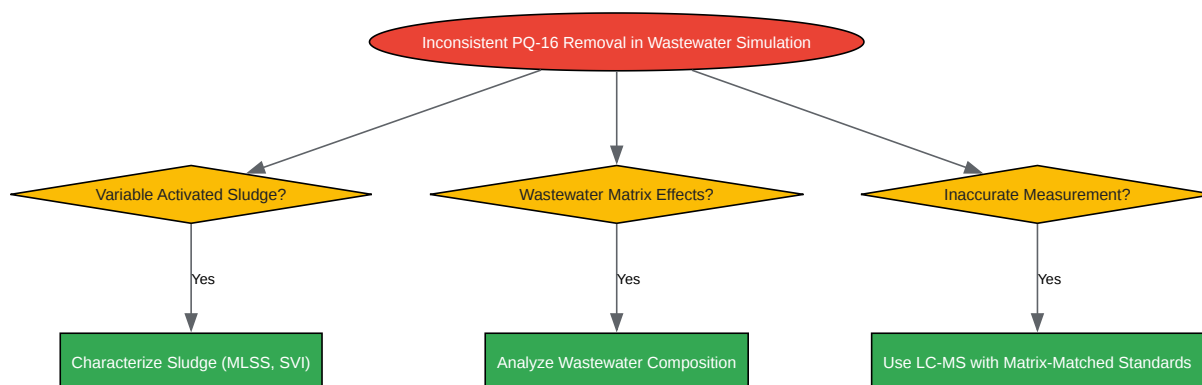 Inconsistent PQ-16 Removal in Wastewater Simulation
Variable Activated Sludge?
Wastewater Matrix Effects?
Inaccurate Measurement?
Yes
Yes
Yes
Characterize Sludge (MLSS, SVI)
Analyze Wastewater Composition
Use LC-MS with Matrix-Matched Standards